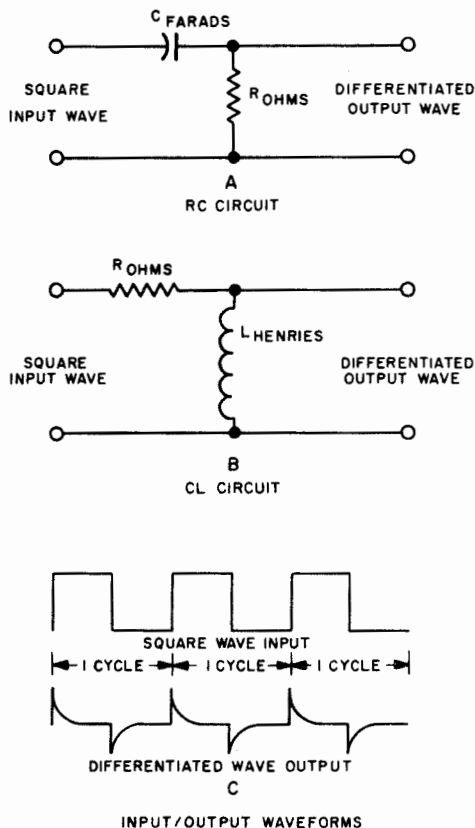 C FARADS
SQUARE
INPUT WAVE
R OHMS
DIFFERENTIATED
OUTPUT WAVE
A
RC CIRCUIT
R OHMS
SQUARE
INPUT WAVE
L HENRIES
DIFFERENTIATED
OUTPUT WAVE
B
CL CIRCUIT
SQUARE WAVE INPUT
1 CYCLE 1 CYCLE 1 CYCLE
DIFFERENTIATED WAVE OUTPUT
C
INPUT/OUTPUT WAVEFORMS